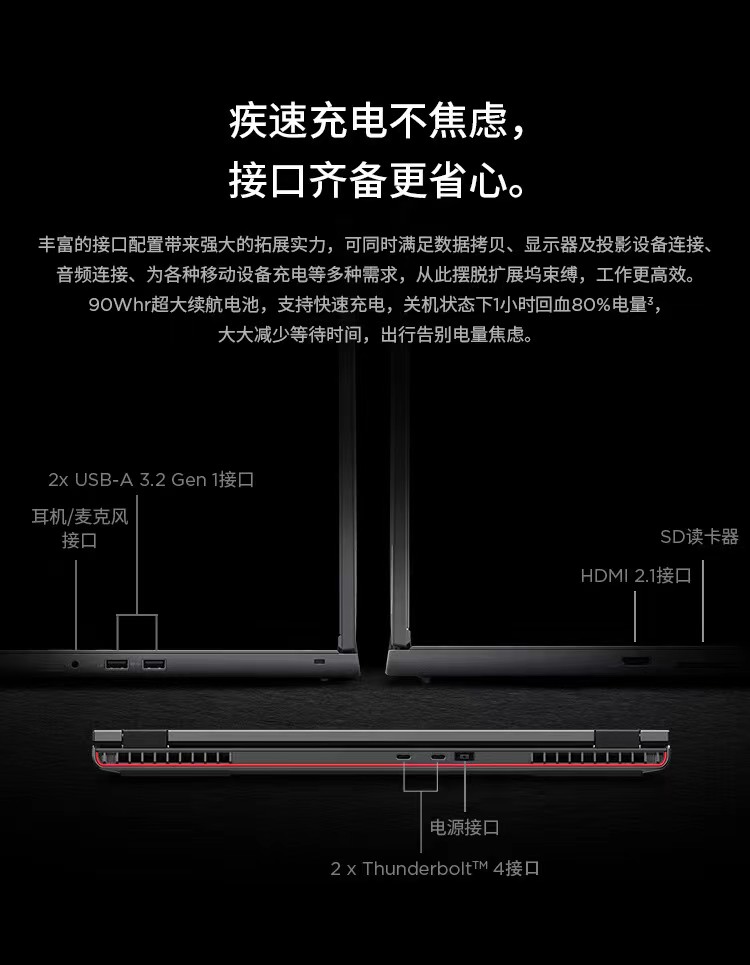 疾速充电不焦虑，
接口齐备更省心。
丰富的接口配置带来强大的拓展实力，可同时满足数据拷贝、显示器及投影设备连接、
音频连接、为各种移动设备充电等多种需求，从此摆脱扩展坞束缚，工作更高效。
90Whr超大续航电池，支持快速充电，关机状态下1小时回血80%电量³，
大大减少等待时间，出行告别电量焦虑。
2x USB-A 3.2 Gen 1接口
耳机/麦克风
接口
SD读卡器
HDMI 2.1接口
电源接口
2 x Thunderbolt™ 4接口